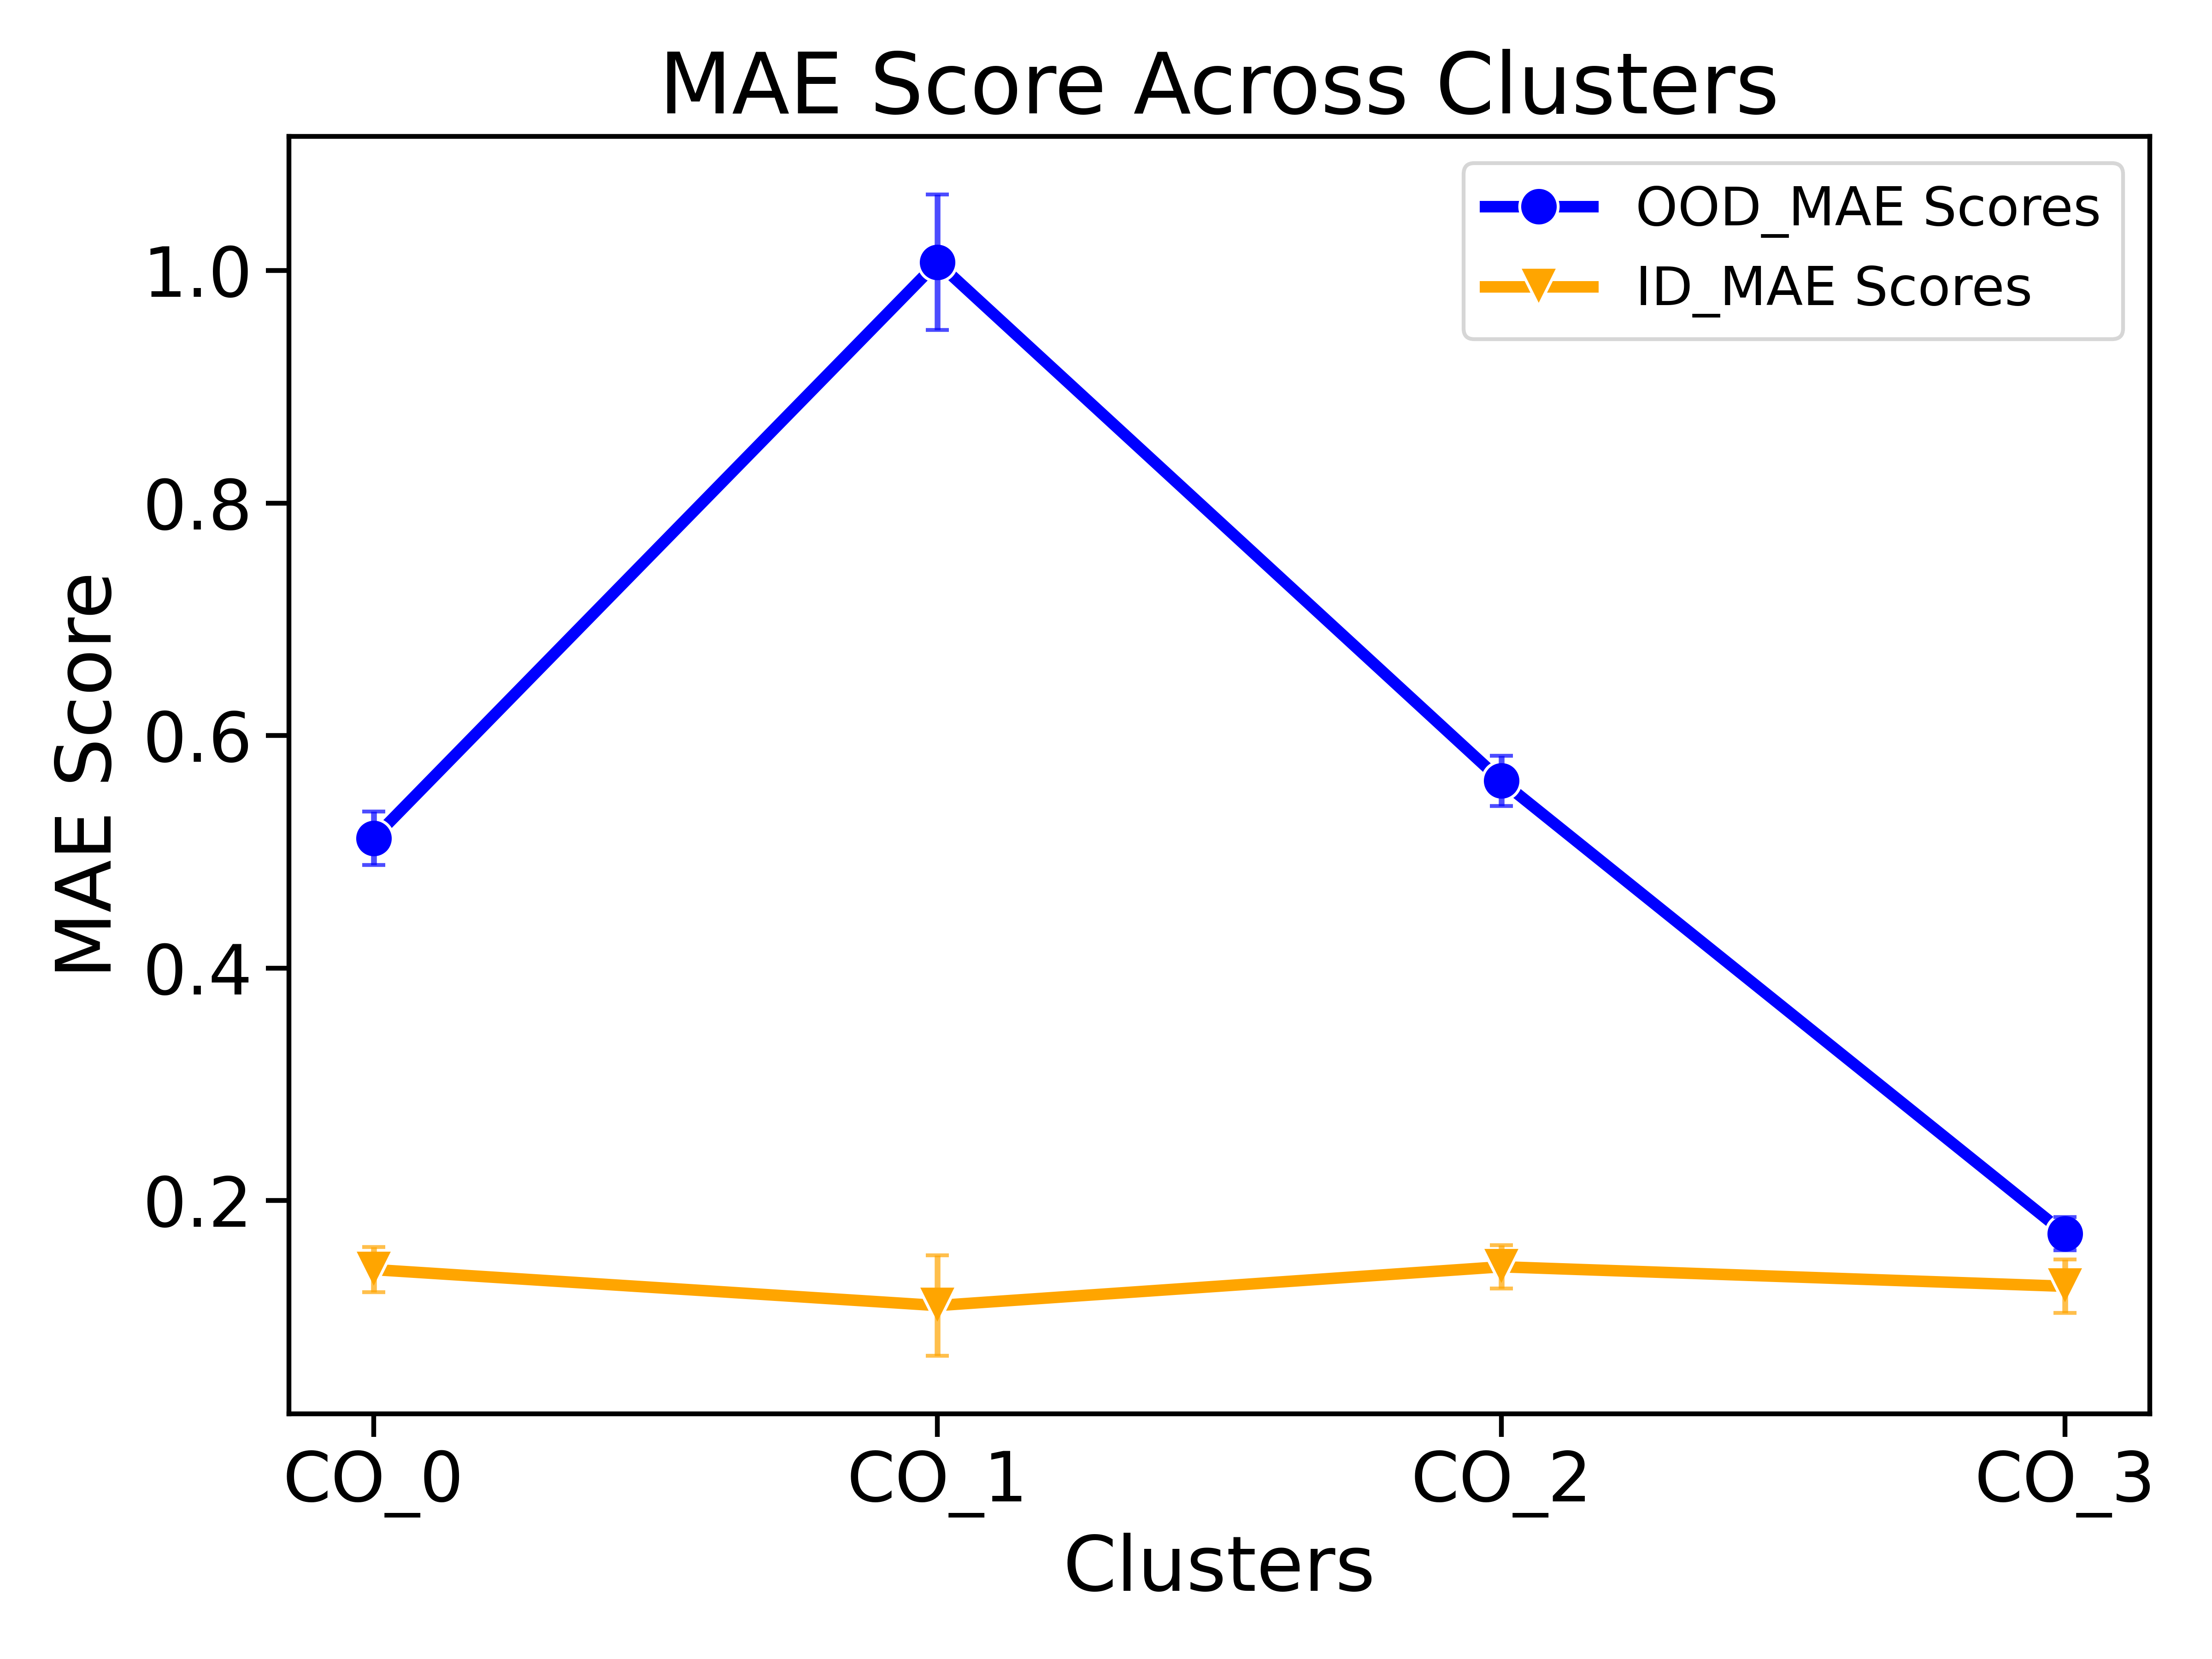 MAE Score Across Clusters
OOD_MAE Scores
ID_MAE Scores
MAE Score
1.0
0.8
0.6
0.4
0.2
CO_0
CO_1
CO_2
CO_3
Clusters